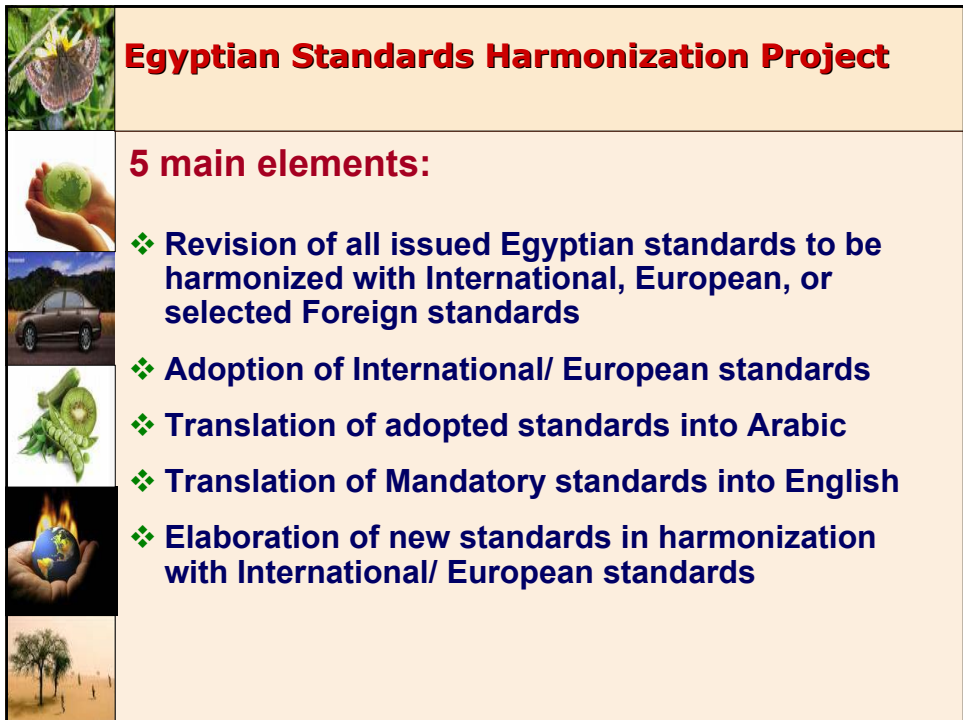 Egyptian Standards Harmonization Project
5 main elements:
❖ Revision of all issued Egyptian standards to be
harmonized with International, European, or
selected Foreign standards
❖ Adoption of International/ European standards
❖ Translation of adopted standards into Arabic
❖ Translation of Mandatory standards into English
❖ Elaboration of new standards in harmonization
with International/ European standards